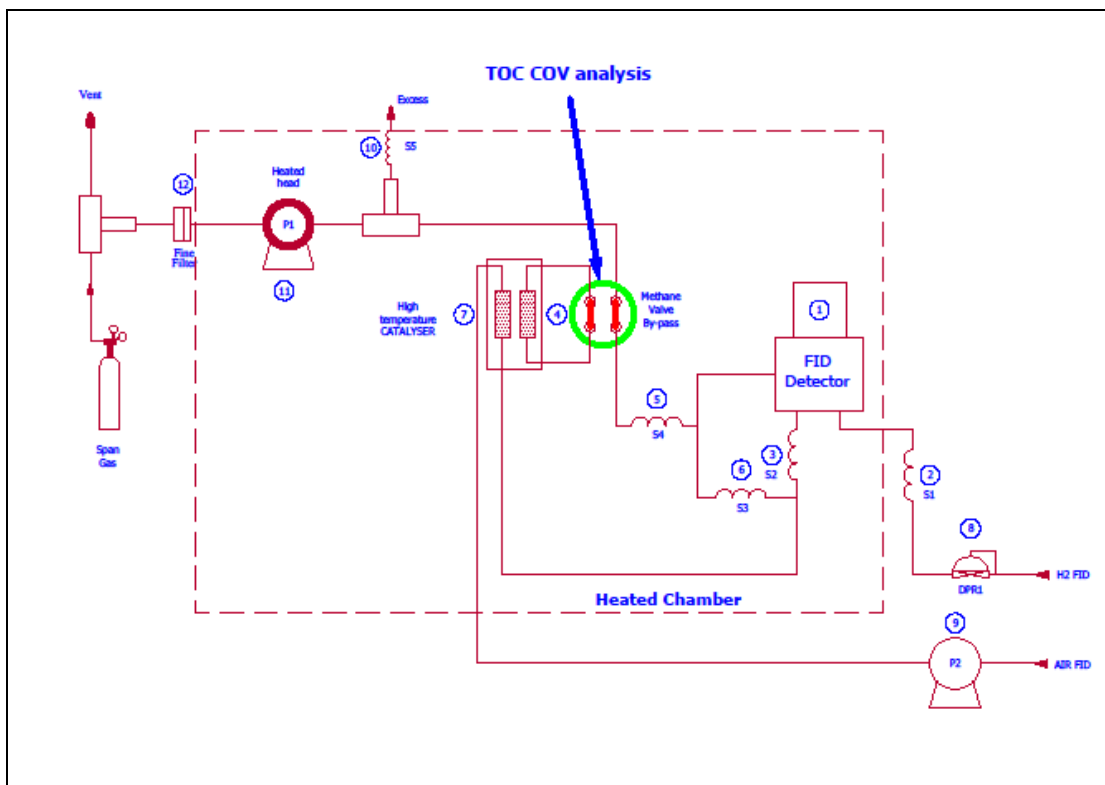 TOC COV analysis
Vent
Excess
10
S5
12
Heated
head
P1
Fine
Filter
11
High
temperature
CATALYSER
7
4
Methane
Valve
By-pass
1
FID
Detector
5
S4
3
S2
6
S3
2
S1
Span
Gas
8
DPR1
H2 FID
Heated Chamber
9
P2
AIR FID